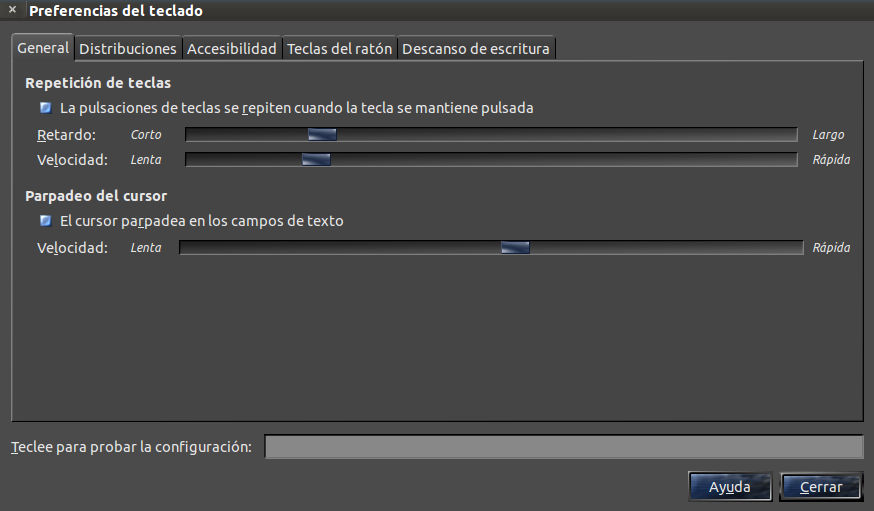 Preferencias del teclado
General Distribuciones Accesibilidad Teclas del ratón Descanso de escritura
Repetición de teclas
La pulsaciones de teclas se repiten cuando la tecla se mantiene pulsada
Retardo: Corto Largo
Velocidad: Lenta Rápida
Parpadeo del cursor
El cursor parpadea en los campos de texto
Velocidad: Lenta Rápida
Teclee para probar la configuración:
Ayuda Cerrar